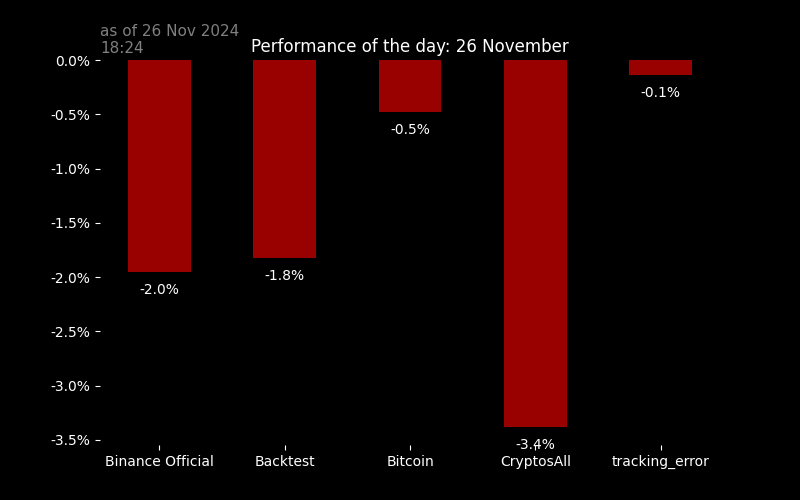 as of 26 Nov 2024
18:24
Performance of the day: 26 November
0.0%
-0.5%
-1.0%
-1.5%
-2.0%
-2.5%
-3.0%
-3.5%
-2.0%
-1.8%
-0.5%
-3.4%
-0.1%
Binance Official
Backtest
Bitcoin
CryptosAll
tracking_error